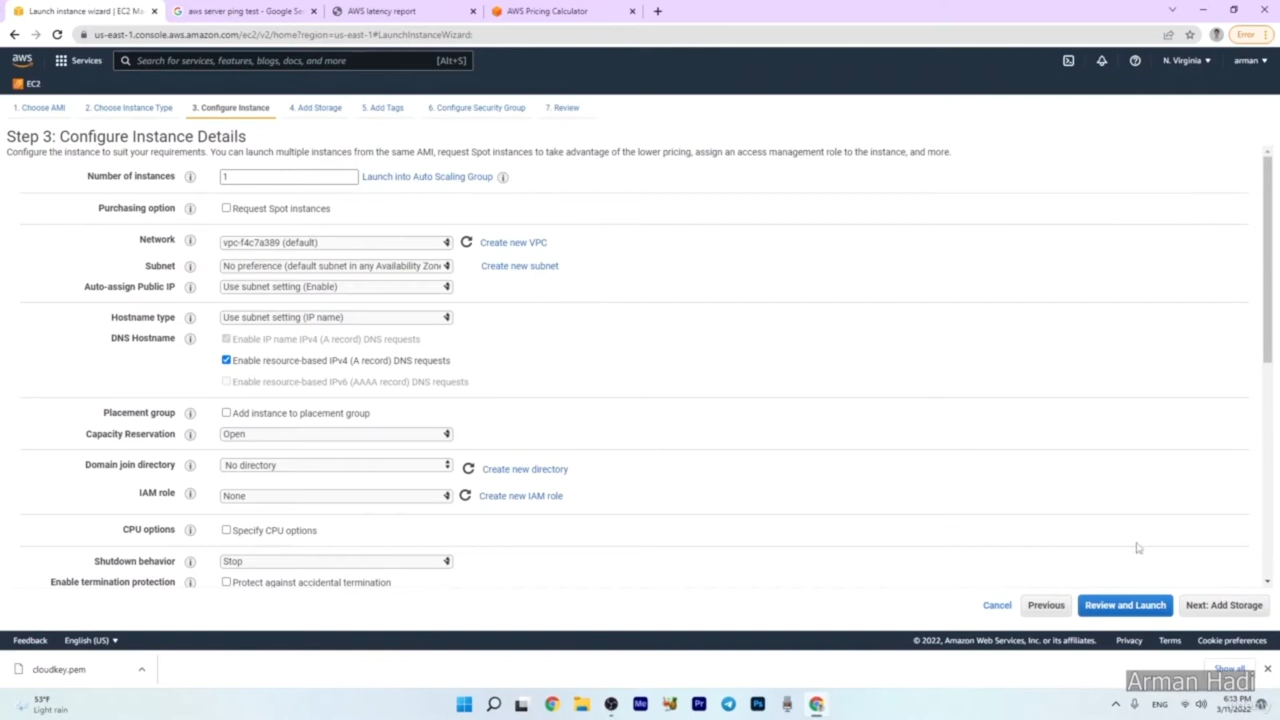 Launch instance wizard | EC2 Ma
aws server ping test - Google Se
AWS latency report
AWS Pricing Calculator
us-east-1.console.aws.amazon.com/ec2/v2/home?region=us-east-1#LaunchInstanceWizard:
Error
aws Services Search for services, features, blogs, docs, and more [Alt+S] N. Virginia arman
EC2
1. Choose AMI 2. Choose Instance Type 3. Configure Instance 4. Add Storage 5. Add Tags 6. Configure Security Group 7. Review
Step 3: Configure Instance Details
Configure the instance to suit your requirements. You can launch multiple instances from the same AMI, request Spot instances to take advantage of the lower pricing, assign an access management role to the instance, and more.
Number of instances 1 Launch into Auto Scaling Group
Purchasing option Request Spot instances
Network vpc-f4c7a389 (default) Create new VPC
Subnet No preference (default subnet in any Availability Zon Create new subnet
Auto-assign Public IP Use subnet setting (Enable)
Hostname type Use subnet setting (IP name)
DNS Hostname Enable IP name IPv4 (A record) DNS requests
Enable resource-based IPv4 (A record) DNS requests
Enable resource-based IPv6 (AAAA record) DNS requests
Placement group Add instance to placement group
Capacity Reservation Open
Domain join directory No directory Create new directory
IAM role None Create new IAM role
CPU options Specify CPU options
Shutdown behavior Stop
Enable termination protection Protect against accidental termination
Cancel Previous Review and Launch Next: Add Storage
Feedback English (US) © 2022, Amazon Web Services, Inc. or its affiliates. Privacy Terms Cookie preferences
cloudkey.pem Show all
Arman Hadi
53°F
Light rain
Me Pr Ps
ENG
6:13 PM
3/11/2022